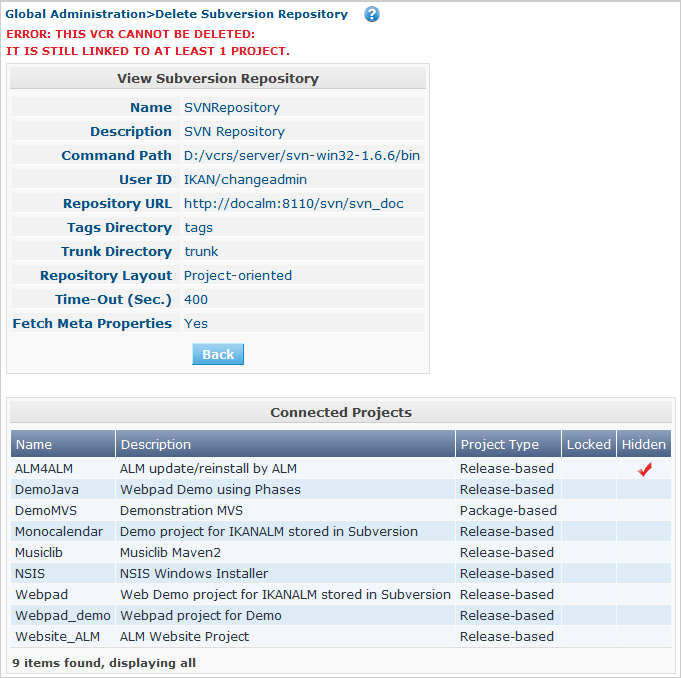 Global Administration>Delete Subversion Repository ?
ERROR: THIS VCR CANNOT BE DELETED:
IT IS STILL LINKED TO AT LEAST 1 PROJECT.
View Subversion Repository
Name SVNRepository
Description SVN Repository
Command Path D:/vcrs/server/svn-win32-1.6.6/bin
User ID IKAN/changeadmin
Repository URL http://docalm:8110/svn/svn_doc
Tags Directory tags
Trunk Directory trunk
Repository Layout Project-oriented
Time-Out (Sec.) 400
Fetch Meta Properties Yes
Back
Connected Projects
Name Description Project Type Locked Hidden
ALM4ALM ALM update/reinstall by ALM Release-based
DemoJava Webpad Demo using Phases Release-based
DemoMVS Demonstration MVS Package-based
Monocalendar Demo project for IKANALM stored in Subversion Release-based
Musiclib Musiclib Maven2 Release-based
NSIS NSIS Windows Installer Release-based
Webpad Web Demo project for IKANALM stored in Subversion Release-based
Webpad_demo Webpad project for Demo Release-based
Website_ALM ALM Website Project Release-based
9 items found, displaying all